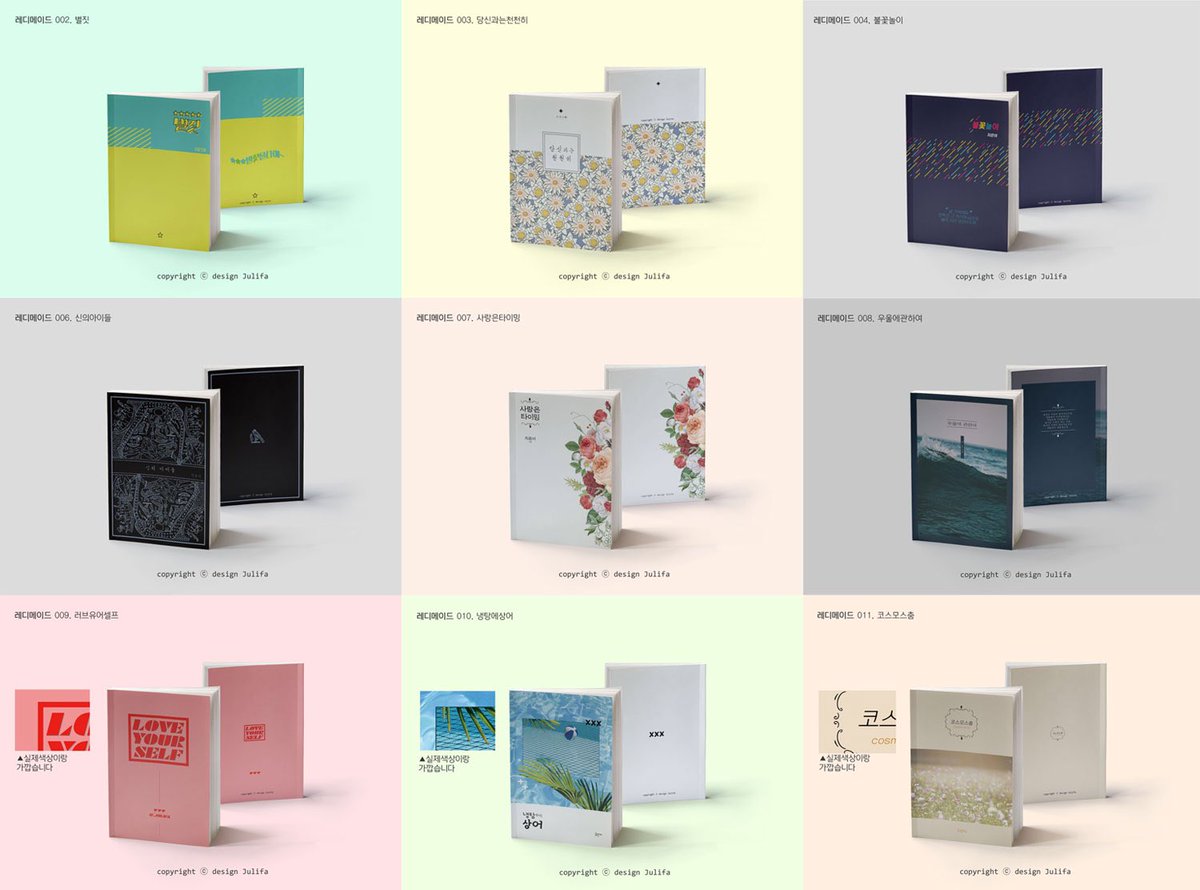 레디메이드 002. 별짓
별짓
copyright ⓒ design Julifa
레디메이드 003. 당신과는천천히
당신과는
천천히
copyright ⓒ design Julifa
레디메이드 004. 불꽃놀이
불꽃놀이
copyright ⓒ design Julifa
레디메이드 006. 신의아이들
신의 아이들
copyright ⓒ design Julifa
레디메이드 007. 사랑은타이밍
사랑은
타이밍
copyright ⓒ design Julifa
레디메이드 008. 우울에관하여
우울에 관하여
copyright ⓒ design Julifa
레디메이드 009. 러브유어셀프
▲실제색상이랑
가깝습니다
LOVE
YOUR
SELF
LOVE
YOUR
SELF
copyright ⓒ design Julifa
레디메이드 010. 냉탕에상어
▲실제색상이랑
가깝습니다
XXX
냉탕에
상어
XXX
copyright ⓒ design Julifa
레디메이드 011. 코스모스춤
코스
cosm
▲실제색상이랑
가깝습니다
코스모스춤
copyright ⓒ design Julifa